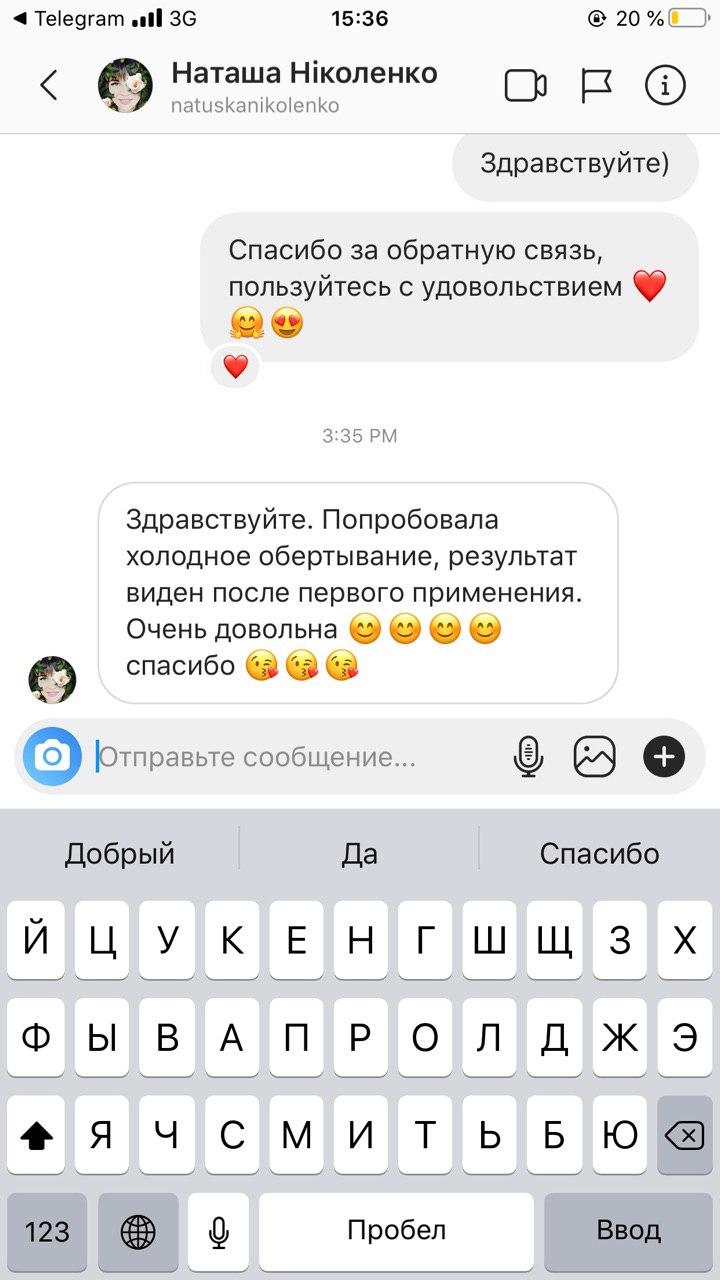 Telegram 3G 15:36 20 %
Наташа Ніколенко
natuskanikolenko
Здравствуйте)
Спасибо за обратную связь,
пользуйтесь с удовольствием ❤️
🤗😍
❤️
3:35 PM
Здравствуйте. Попробовала
холодное обертывание, результат
виден после первого применения.
Очень довольна 😊😊😊😊
спасибо 😘😘😘
Отправьте сообщение...
Добрый Да Спасибо
Й Ц У К Е Н Г Ш Щ З Х
Ф Ы В А П Р О Л Д Ж Э
Я Ч С М И Т Ь Б Ю
123 Пробел Ввод